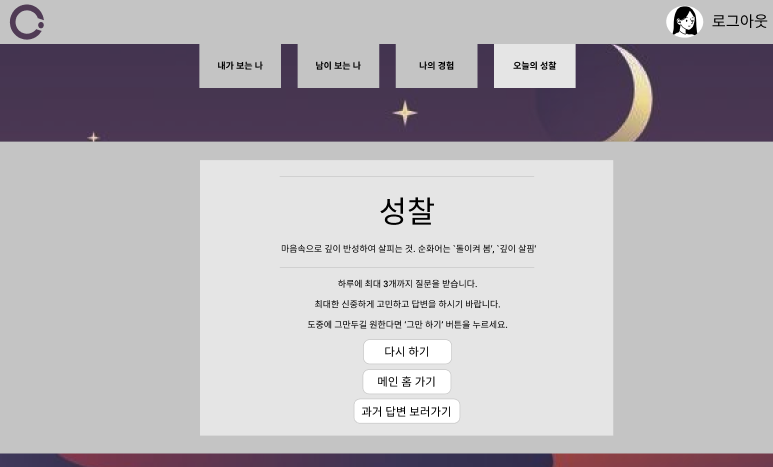 로그아웃
내가 보는 나
남이 보는 나
나의 경험
오늘의 성찰
성찰
마음속으로 깊이 반성하여 살피는 것. 순화어는 `돌이켜 봄', `깊이 살핌'
하루에 최대 3개까지 질문을 받습니다.
최대한 신중하게 고민하고 답변을 하시기 바랍니다.
도중에 그만두길 원한다면 '그만 하기' 버튼을 누르세요.
다시 하기
메인 홈 가기
과거 답변 보러가기